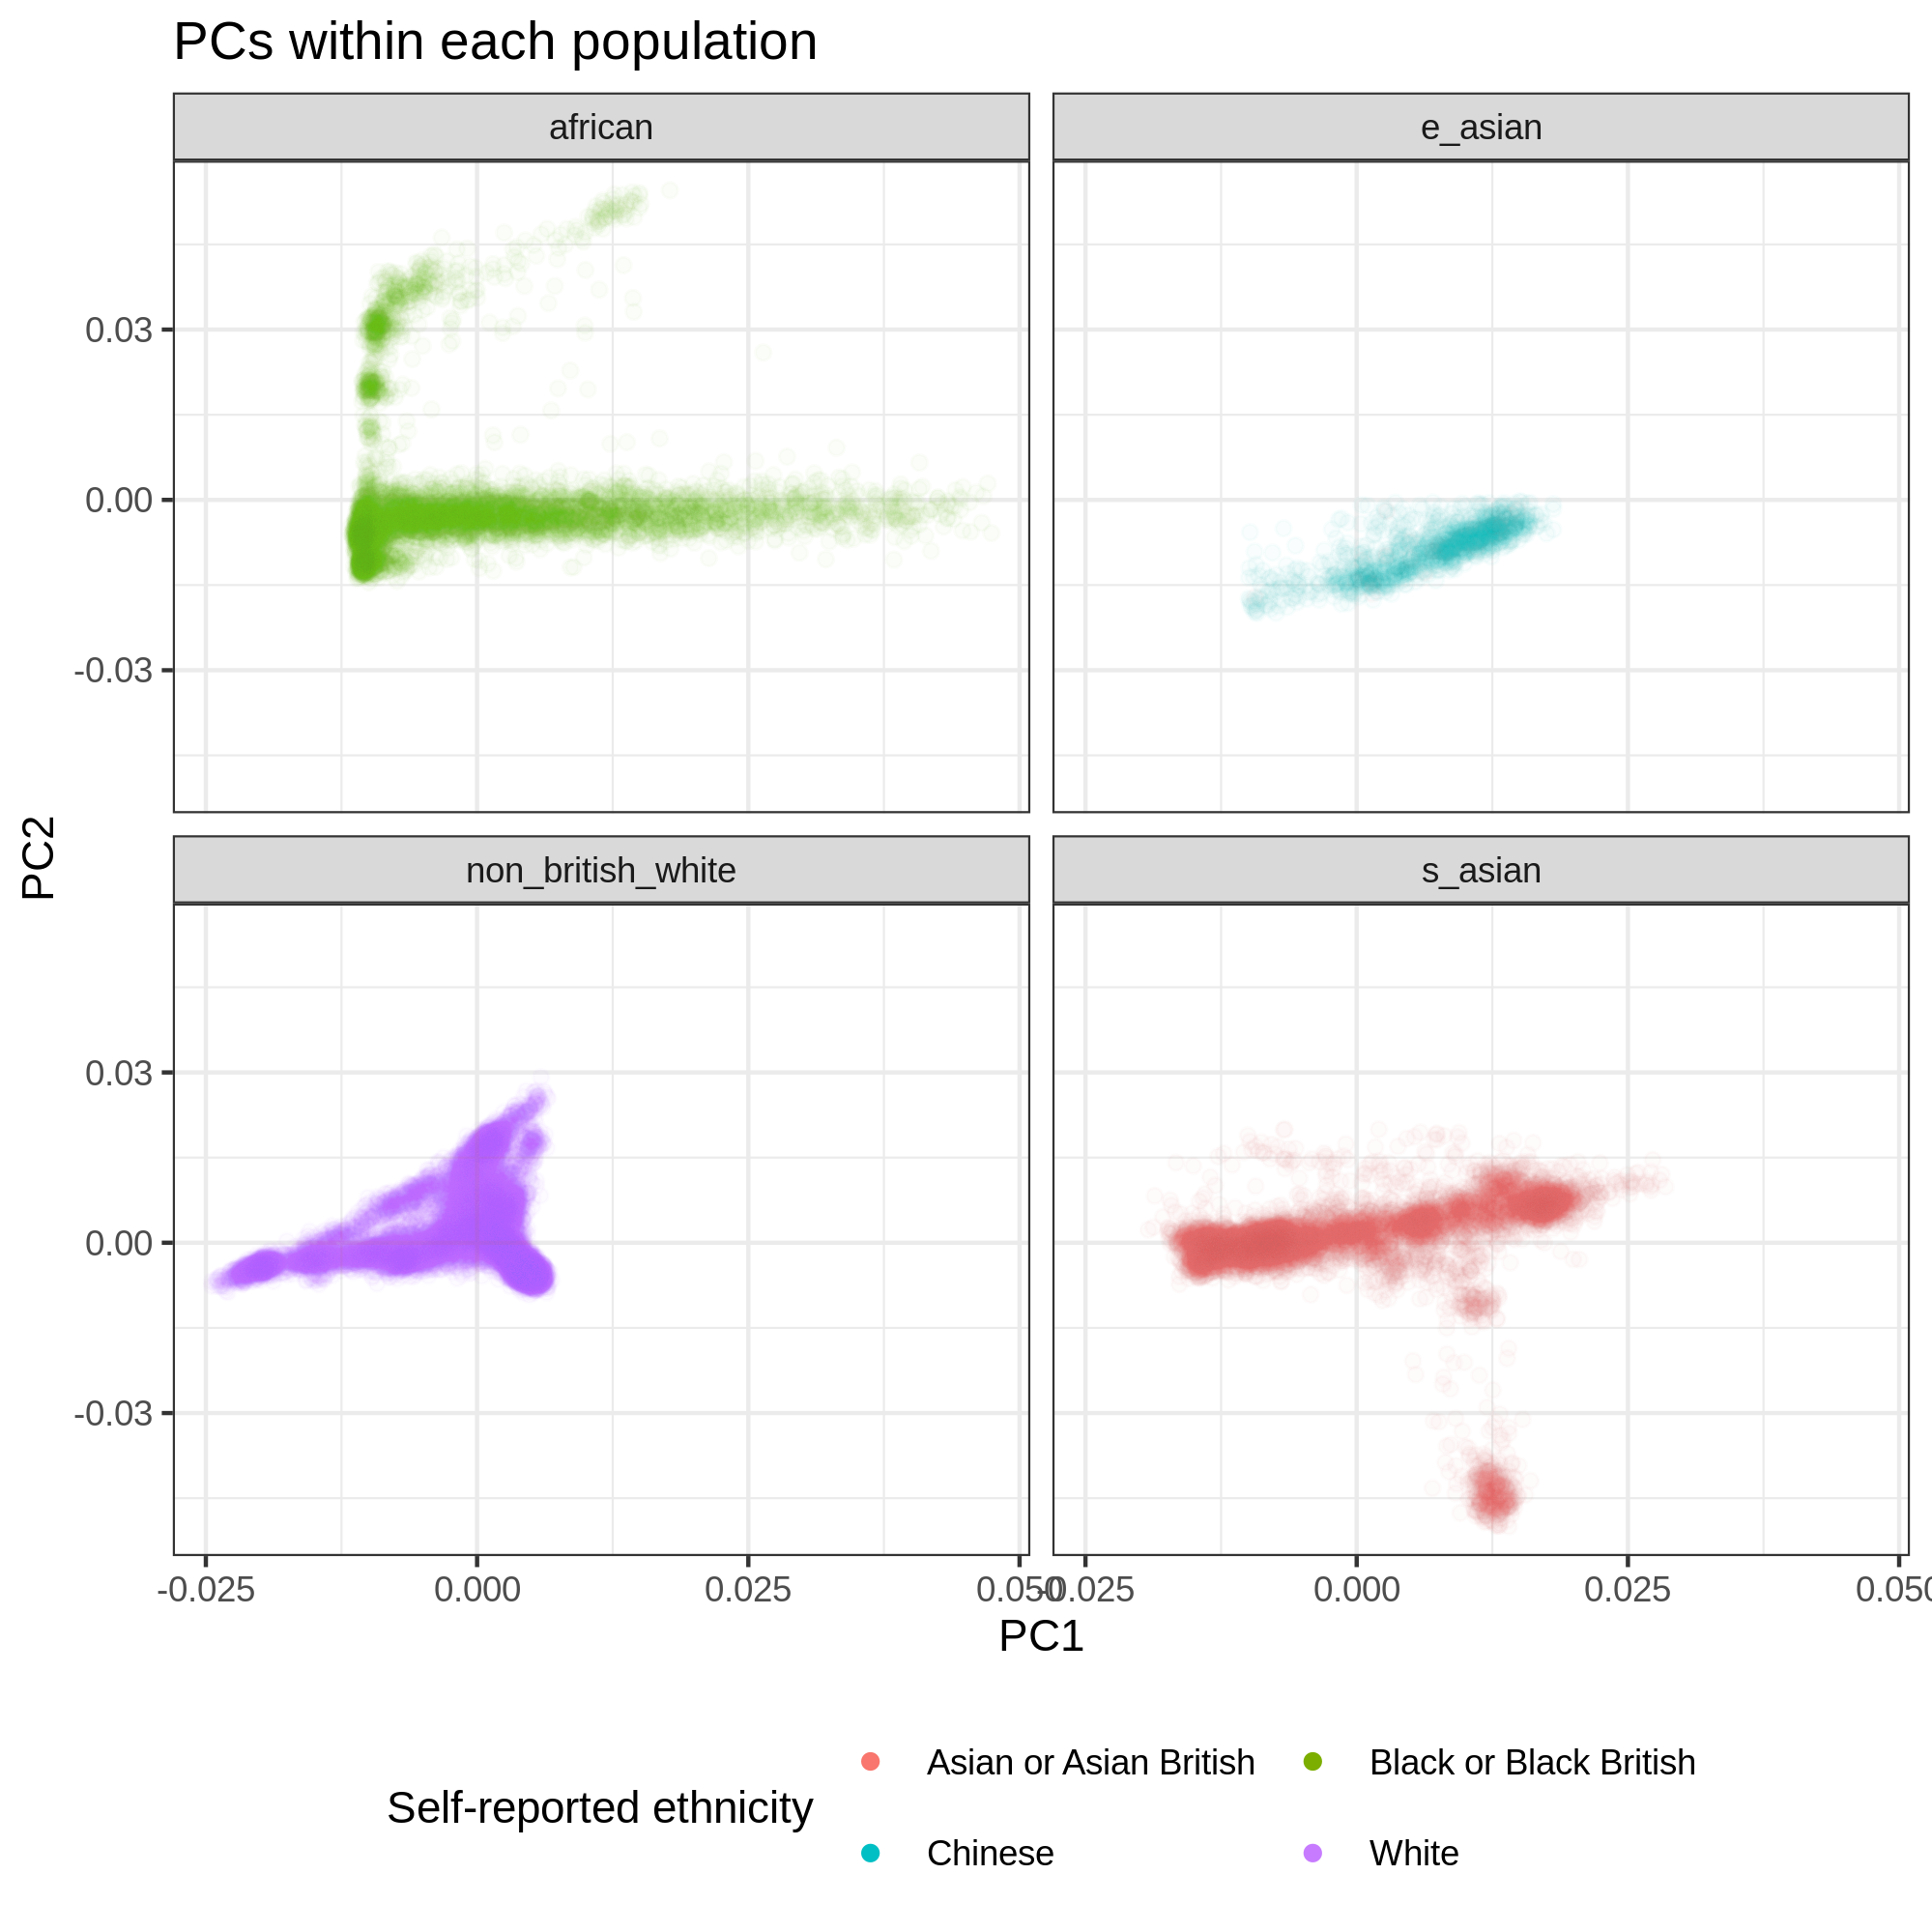 PCs within each population
african
e_asian
0.03
0.00
-0.03
PC2
non_british_white
s_asian
0.03
0.00
-0.03
-0.025 0.000 0.025 0.050 -0.025 0.000 0.025 0.050
PC1
Self-reported ethnicity
Asian or Asian British
Black or Black British
Chinese
White